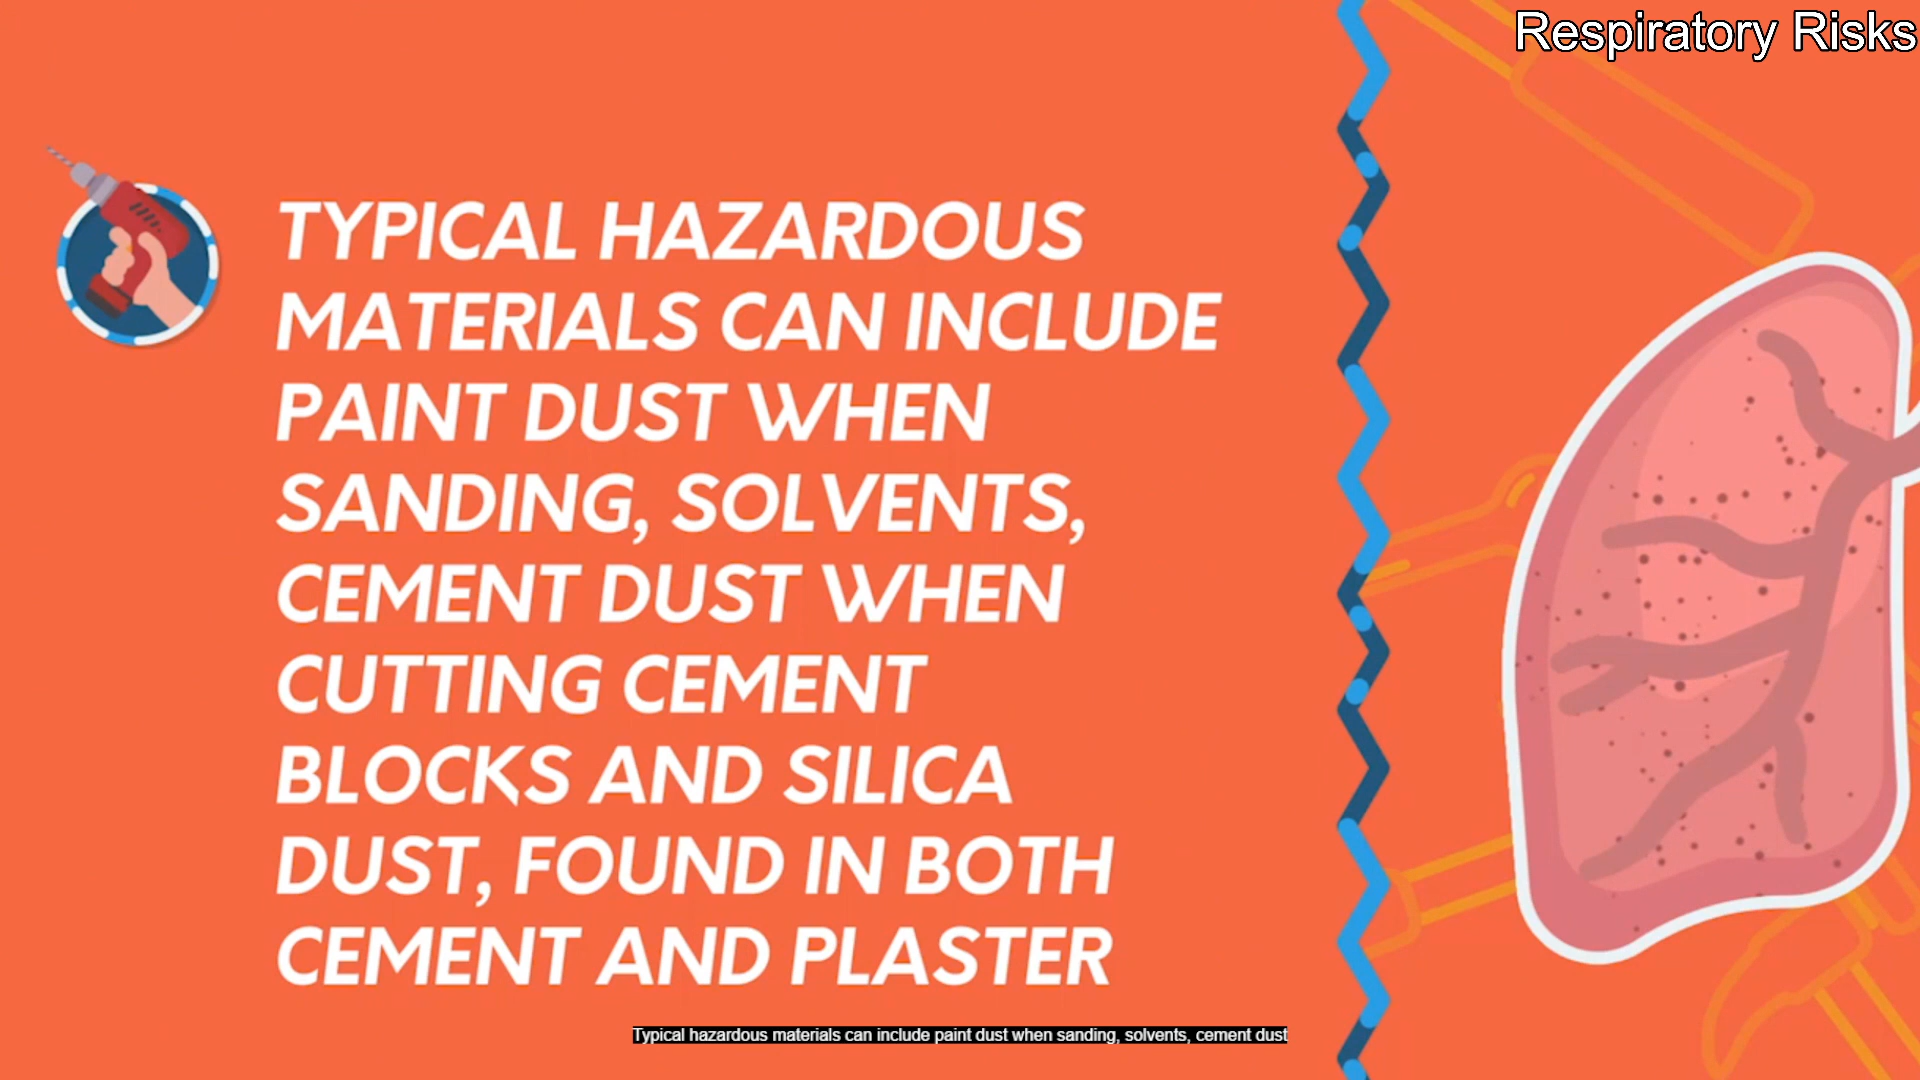 Respiratory Risks
TYPICAL HAZARDOUS
MATERIALS CAN INCLUDE
PAINT DUST WHEN
SANDING, SOLVENTS,
CEMENT DUST WHEN
CUTTING CEMENT
BLOCKS AND SILICA
DUST, FOUND IN BOTH
CEMENT AND PLASTER
Typical hazardous materials can include paint dust when sanding, solvents, cement dust